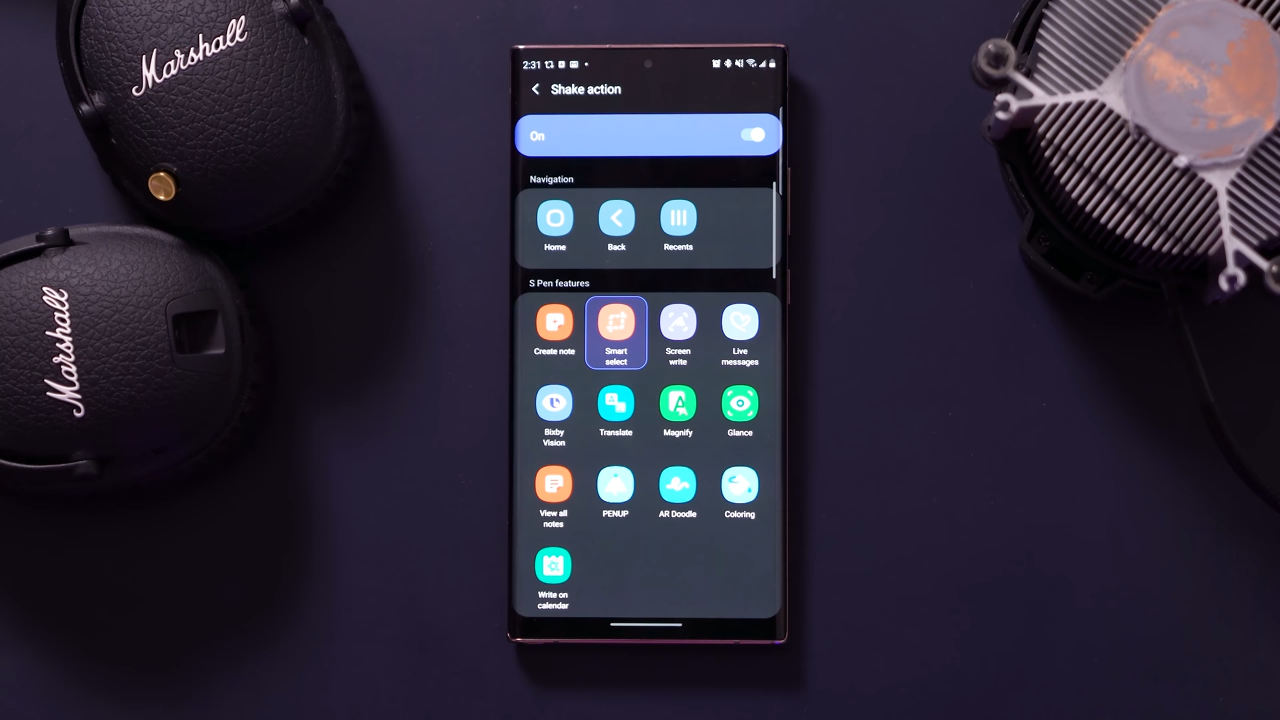 Marshall
Marshall
2:31
Shake action
On
Navigation
Home
Back
Recents
S Pen features
Create note
Smart
select
Screen
write
Live
messages
Bixby
Vision
Translate
Magnify
Glance
View all
notes
PENUP
AR Doodle
Coloring
Write on
calendar